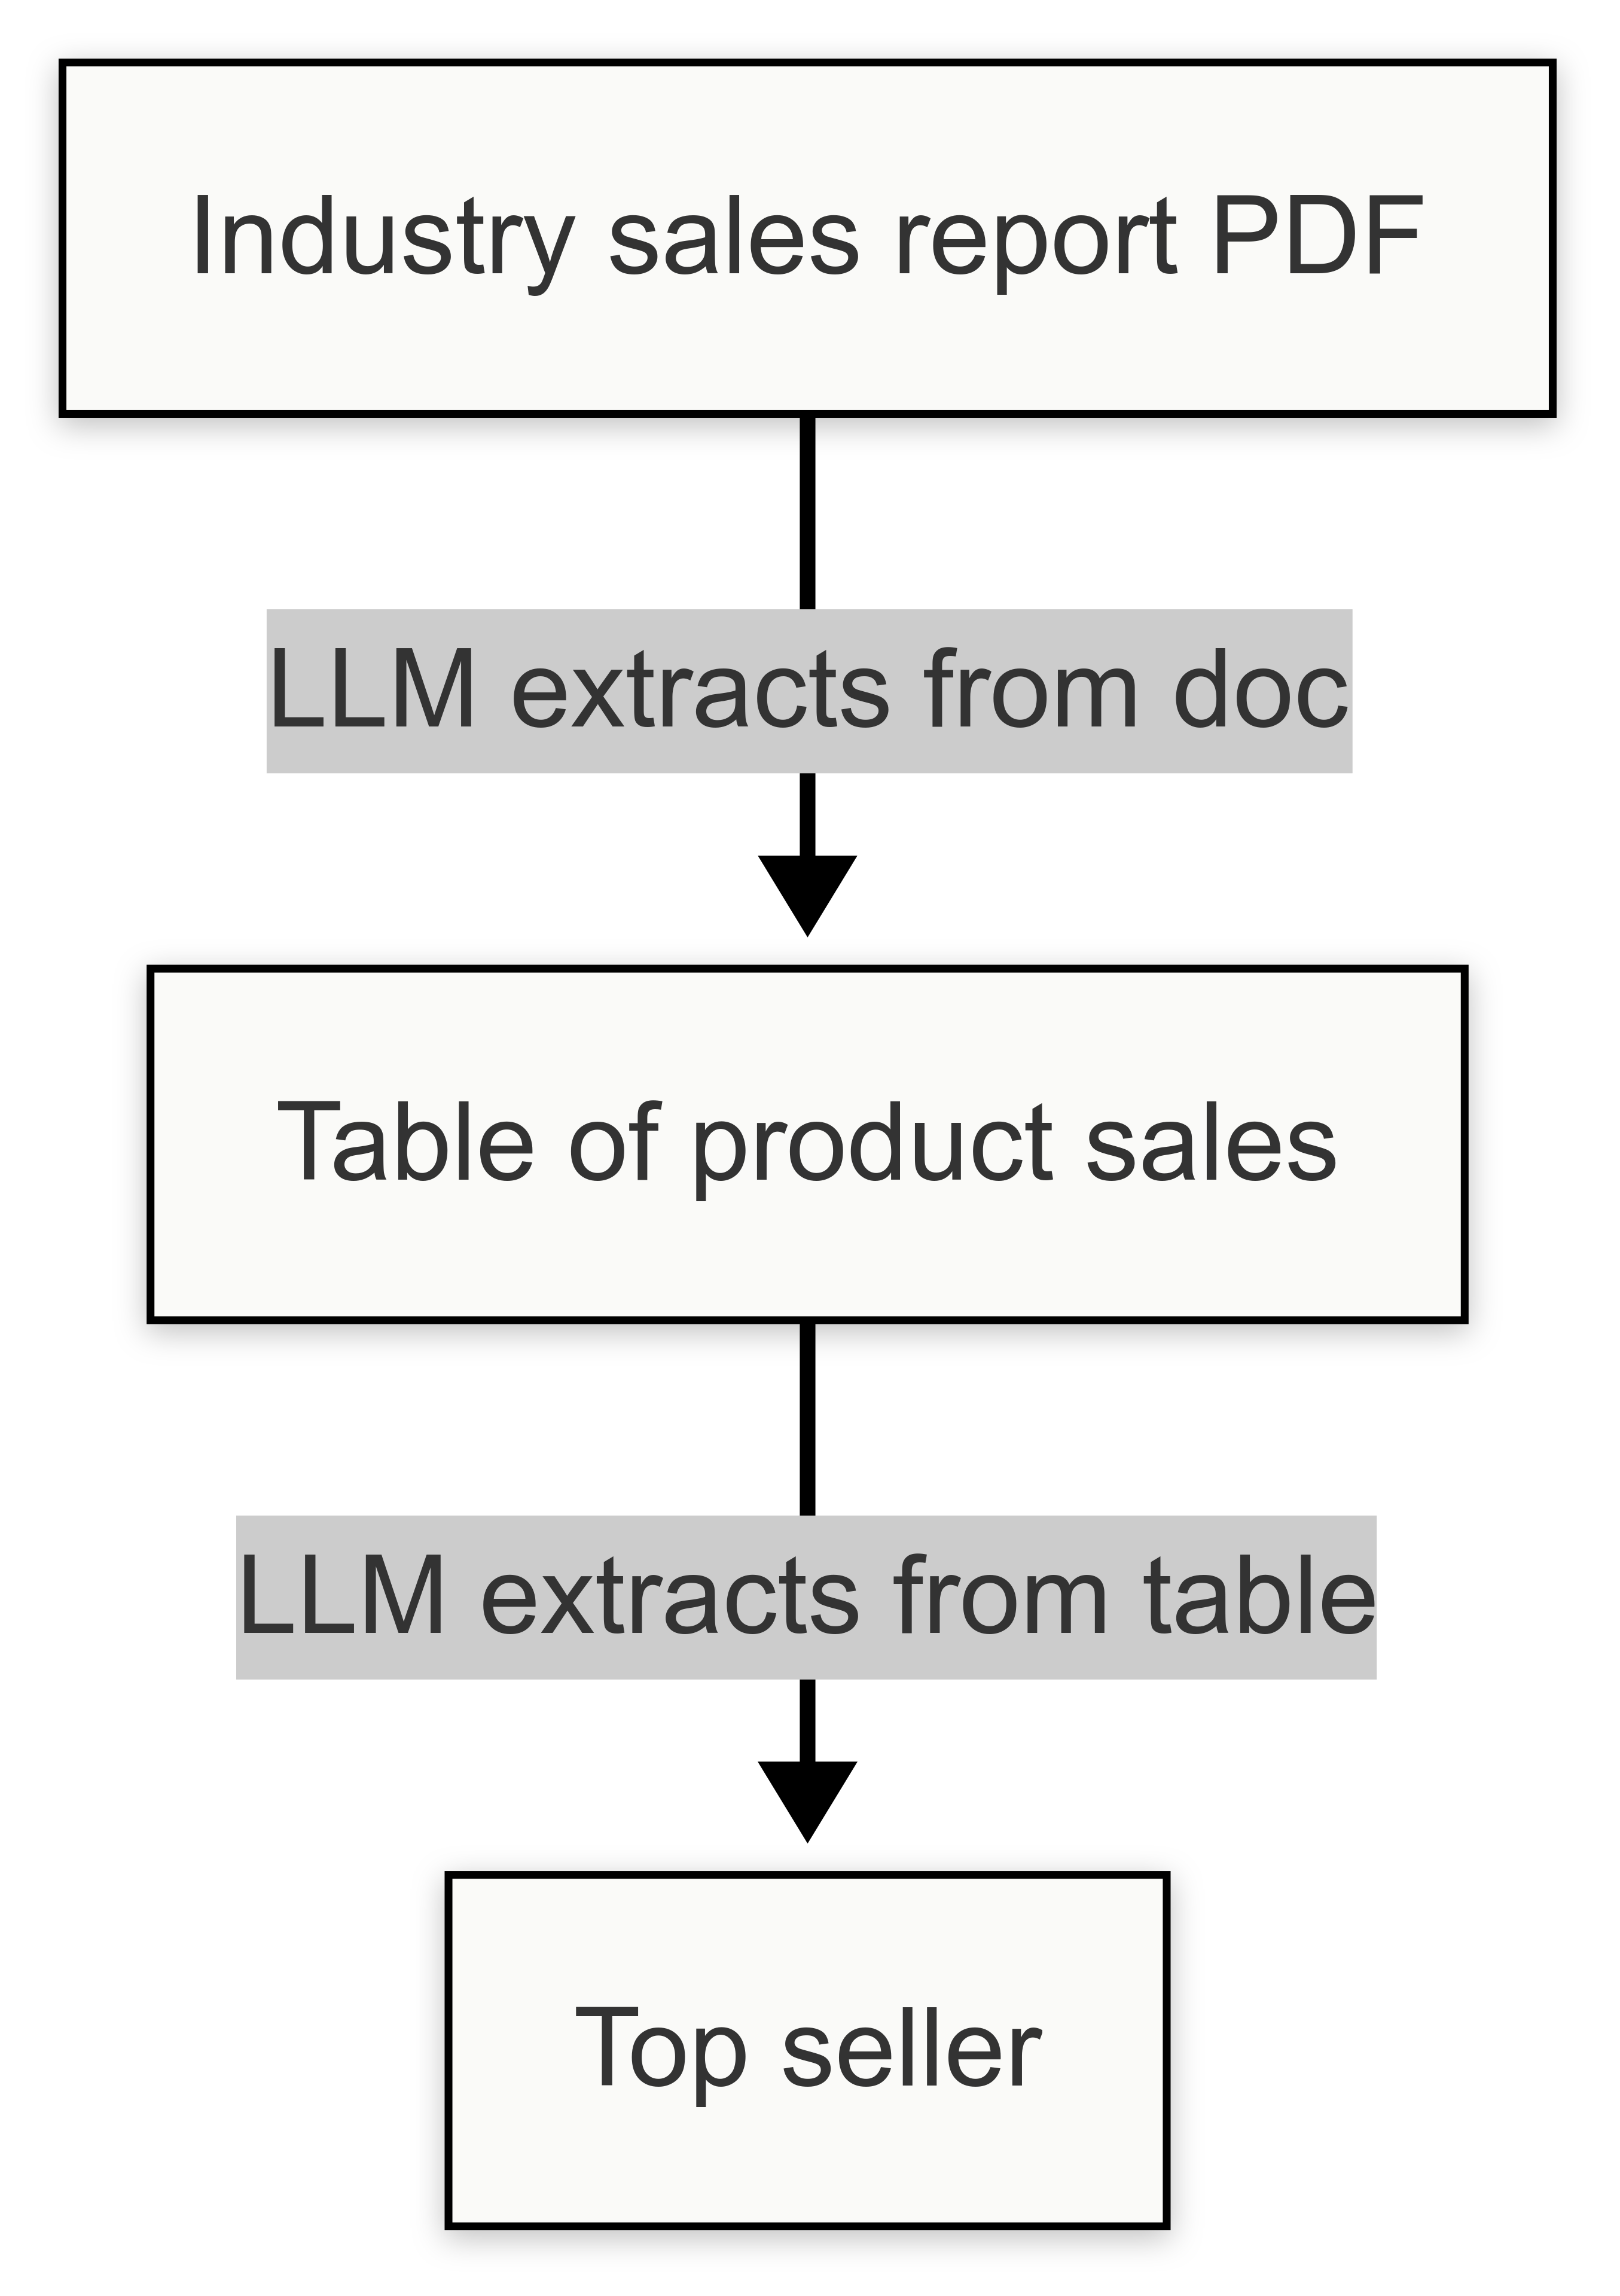 Industry sales report PDF
LLM extracts from doc
Table of product sales
LLM extracts from table
Top seller